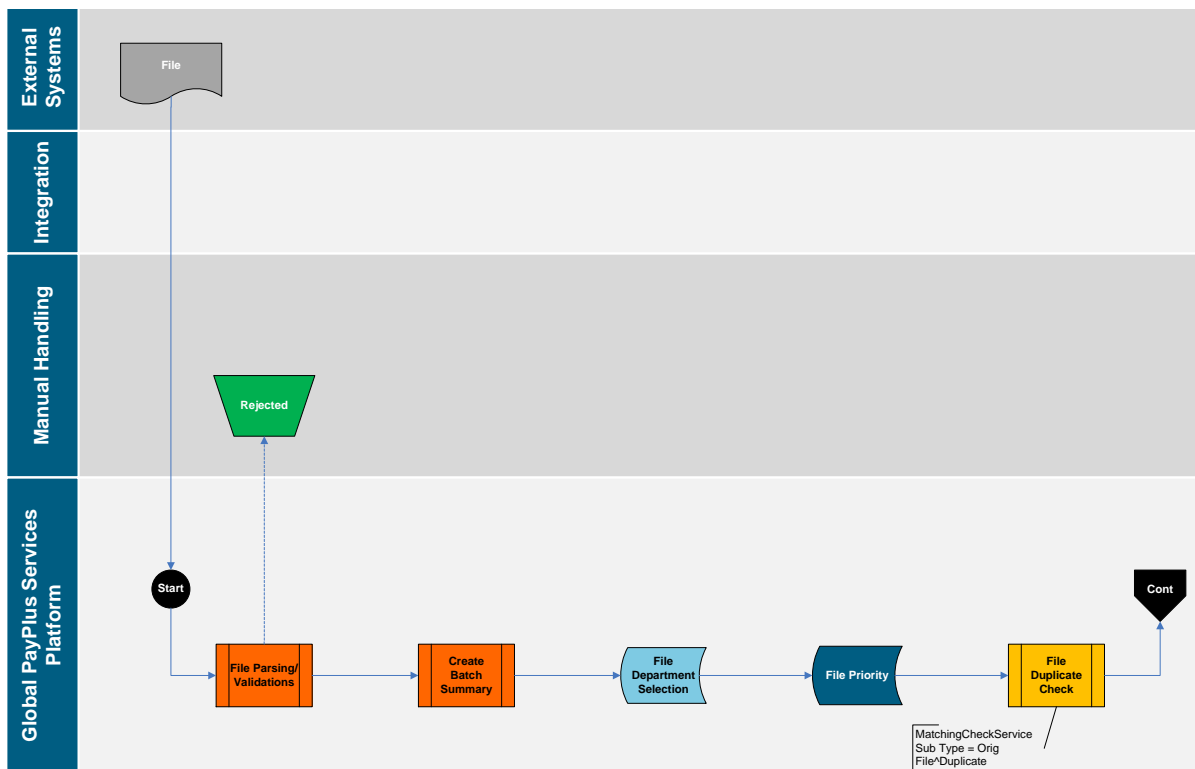 External
Systems
File
Integration
Manual Handling
Rejected
Global PayPlus Services
Platform
Start
Cont
File Parsing/
Validations
Create
Batch
Summary
File
Department
Selection
File Priority
File
Duplicate
Check
MatchingCheckService
Sub Type = Orig
File^Duplicate